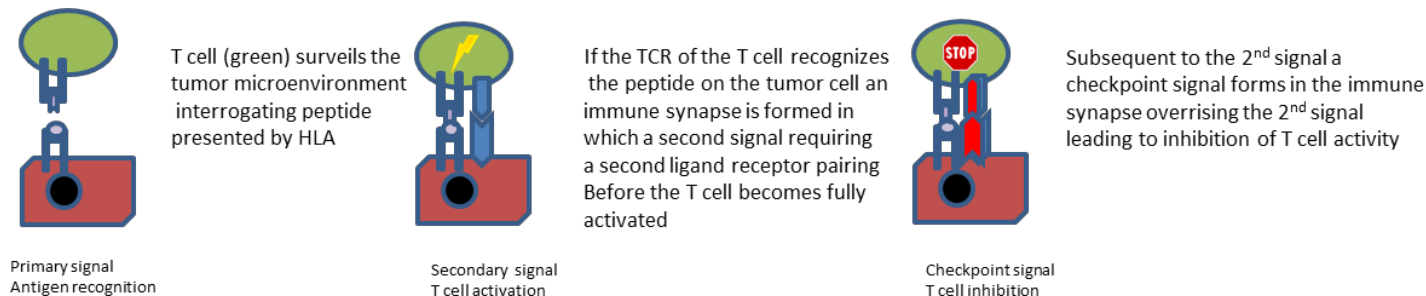 T cell (green) surveils the
tumor microenvironment
interrogating peptide
presented by HLA
Primary signal
Antigen recognition
If the TCR of the T cell recognizes
the peptide on the tumor cell an
immune synapse is formed in
which a second signal requiring
a second ligand receptor pairing
Before the T cell becomes fully
activated
Secondary signal
T cell activation
STOP
Subsequent to the 2nd signal a
checkpoint signal forms in the immune
synapse overrising the 2nd signal
leading to inhibition of T cell activity
Checkpoint signal
T cell inhibition